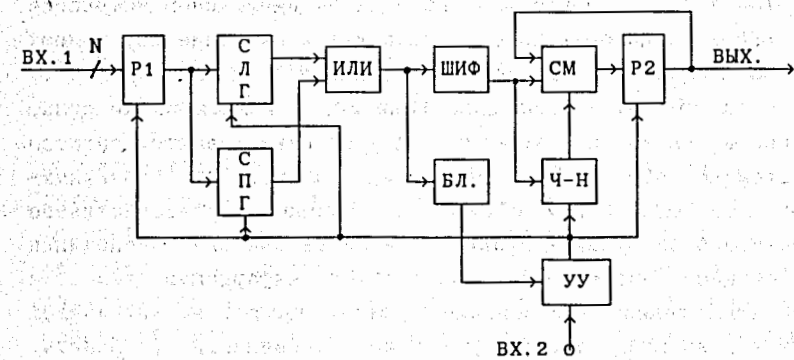 ВХ.1
N
Р1
С
Л
Г
ИЛИ
ШИФ
СМ
Р2
ВЫХ.
С
П
Г
БЛ.
Ч-Н
УУ
ВХ.2